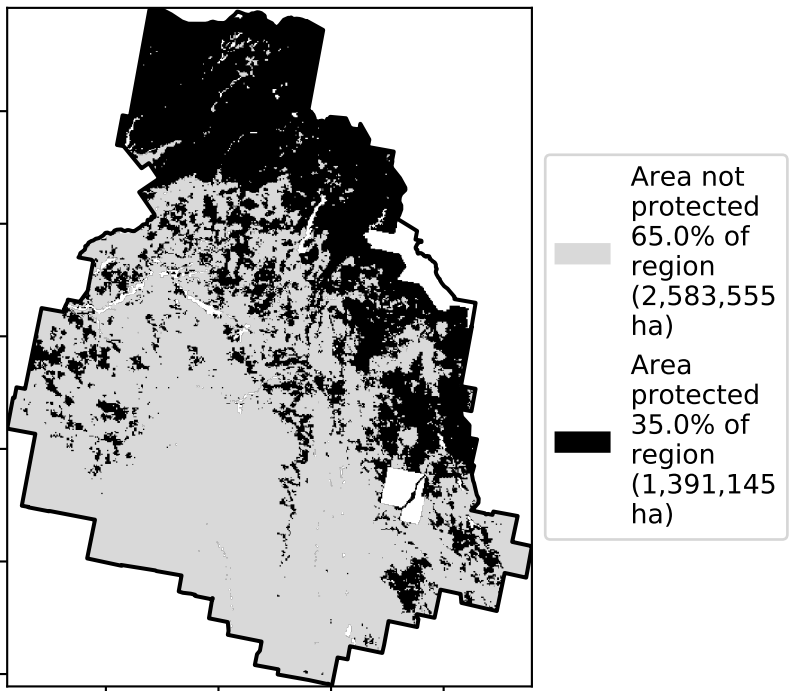 Area not
protected
65.0% of
region
(2,583,555
ha)
Area
protected
35.0% of
region
(1,391,145
ha)